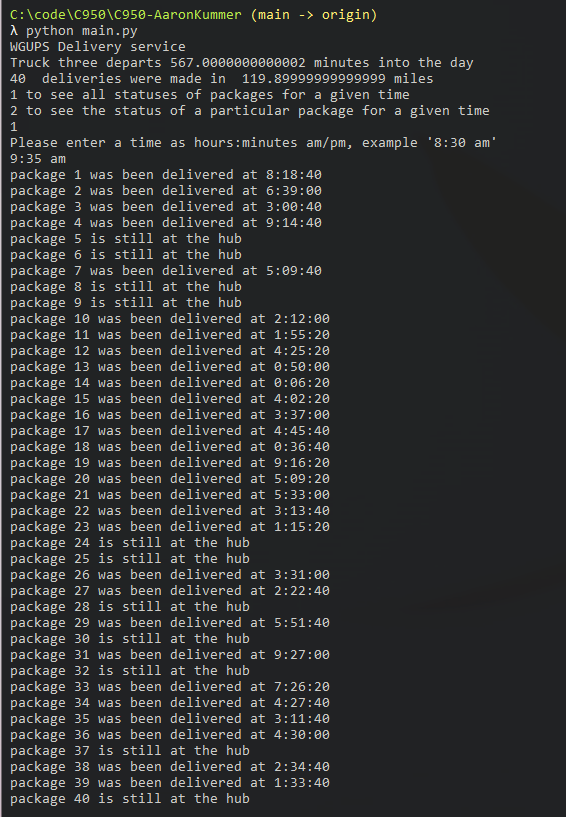 C:\code\C950\C950-AaronKummer (main -> origin)
λ python main.py
WGUPS Delivery service
Truck three departs 567.0000000000002 minutes into the day
40  deliveries were made in  119.89999999999999 miles
1 to see all statuses of packages for a given time
2 to see the status of a particular package for a given time
1
Please enter a time as hours:minutes am/pm, example '8:30 am'
9:35 am
package 1 was been delivered at 8:18:40
package 2 was been delivered at 6:39:00
package 3 was been delivered at 3:00:40
package 4 was been delivered at 9:14:40
package 5 is still at the hub
package 6 is still at the hub
package 7 was been delivered at 5:09:40
package 8 is still at the hub
package 9 is still at the hub
package 10 was been delivered at 2:12:00
package 11 was been delivered at 1:55:20
package 12 was been delivered at 4:25:20
package 13 was been delivered at 0:50:00
package 14 was been delivered at 0:06:20
package 15 was been delivered at 4:02:20
package 16 was been delivered at 3:37:00
package 17 was been delivered at 4:45:40
package 18 was been delivered at 0:36:40
package 19 was been delivered at 9:16:20
package 20 was been delivered at 5:09:20
package 21 was been delivered at 5:33:00
package 22 was been delivered at 3:13:40
package 23 was been delivered at 1:15:20
package 24 is still at the hub
package 25 is still at the hub
package 26 was been delivered at 3:31:00
package 27 was been delivered at 2:22:40
package 28 is still at the hub
package 29 was been delivered at 5:51:40
package 30 is still at the hub
package 31 was been delivered at 9:27:00
package 32 is still at the hub
package 33 was been delivered at 7:26:20
package 34 was been delivered at 4:27:40
package 35 was been delivered at 3:11:40
package 36 was been delivered at 4:30:00
package 37 is still at the hub
package 38 was been delivered at 2:34:40
package 39 was been delivered at 1:33:40
package 40 is still at the hub